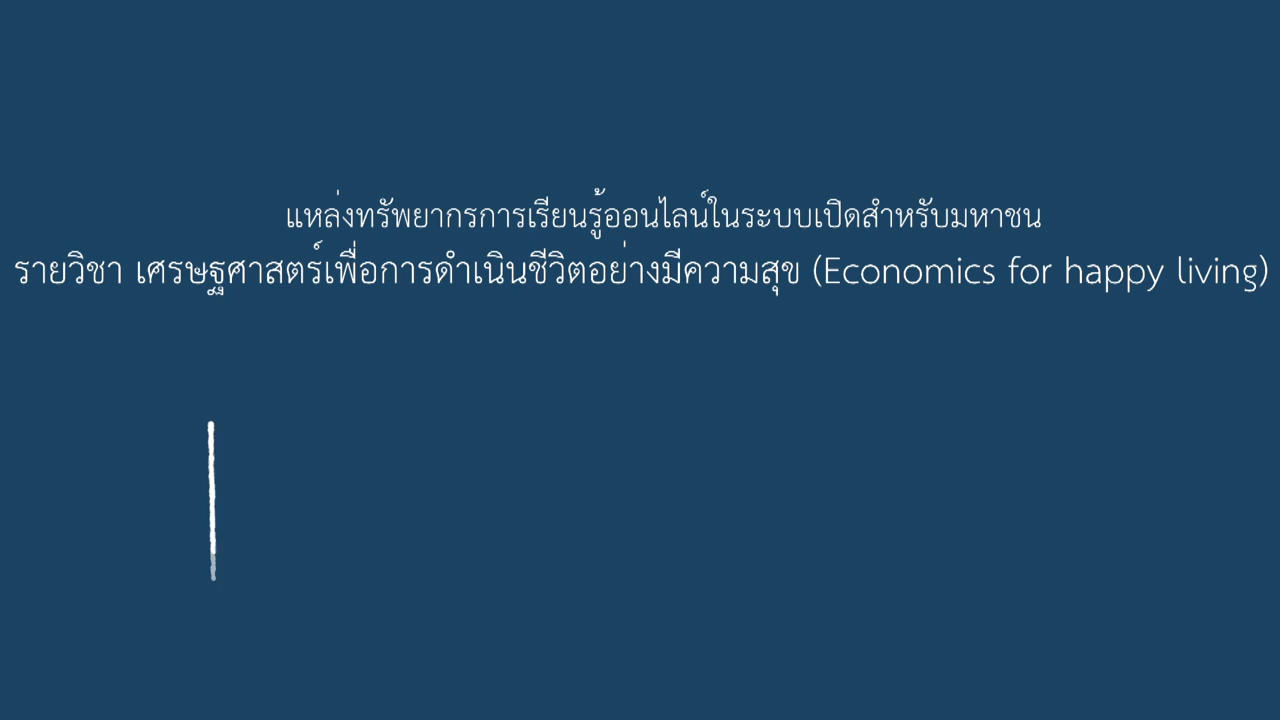 แหล่งทรัพยากรการเรียนรู้ออนไลน์ในระบบเปิดสำหรับมหาชน
รายวิชา เศรษฐศาสตร์เพื่อการดำเนินชีวิตอย่างมีความสุข (Economics for happy living)